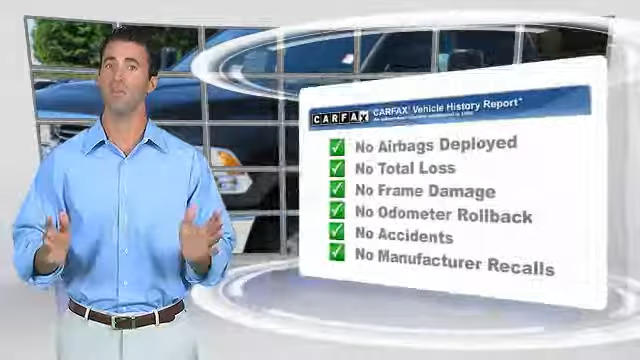 CARFAX CARFAX Vehicle History Report™
No Airbags Deployed
No Total Loss
No Frame Damage
No Odometer Rollback
No Accidents
No Manufacturer Recalls